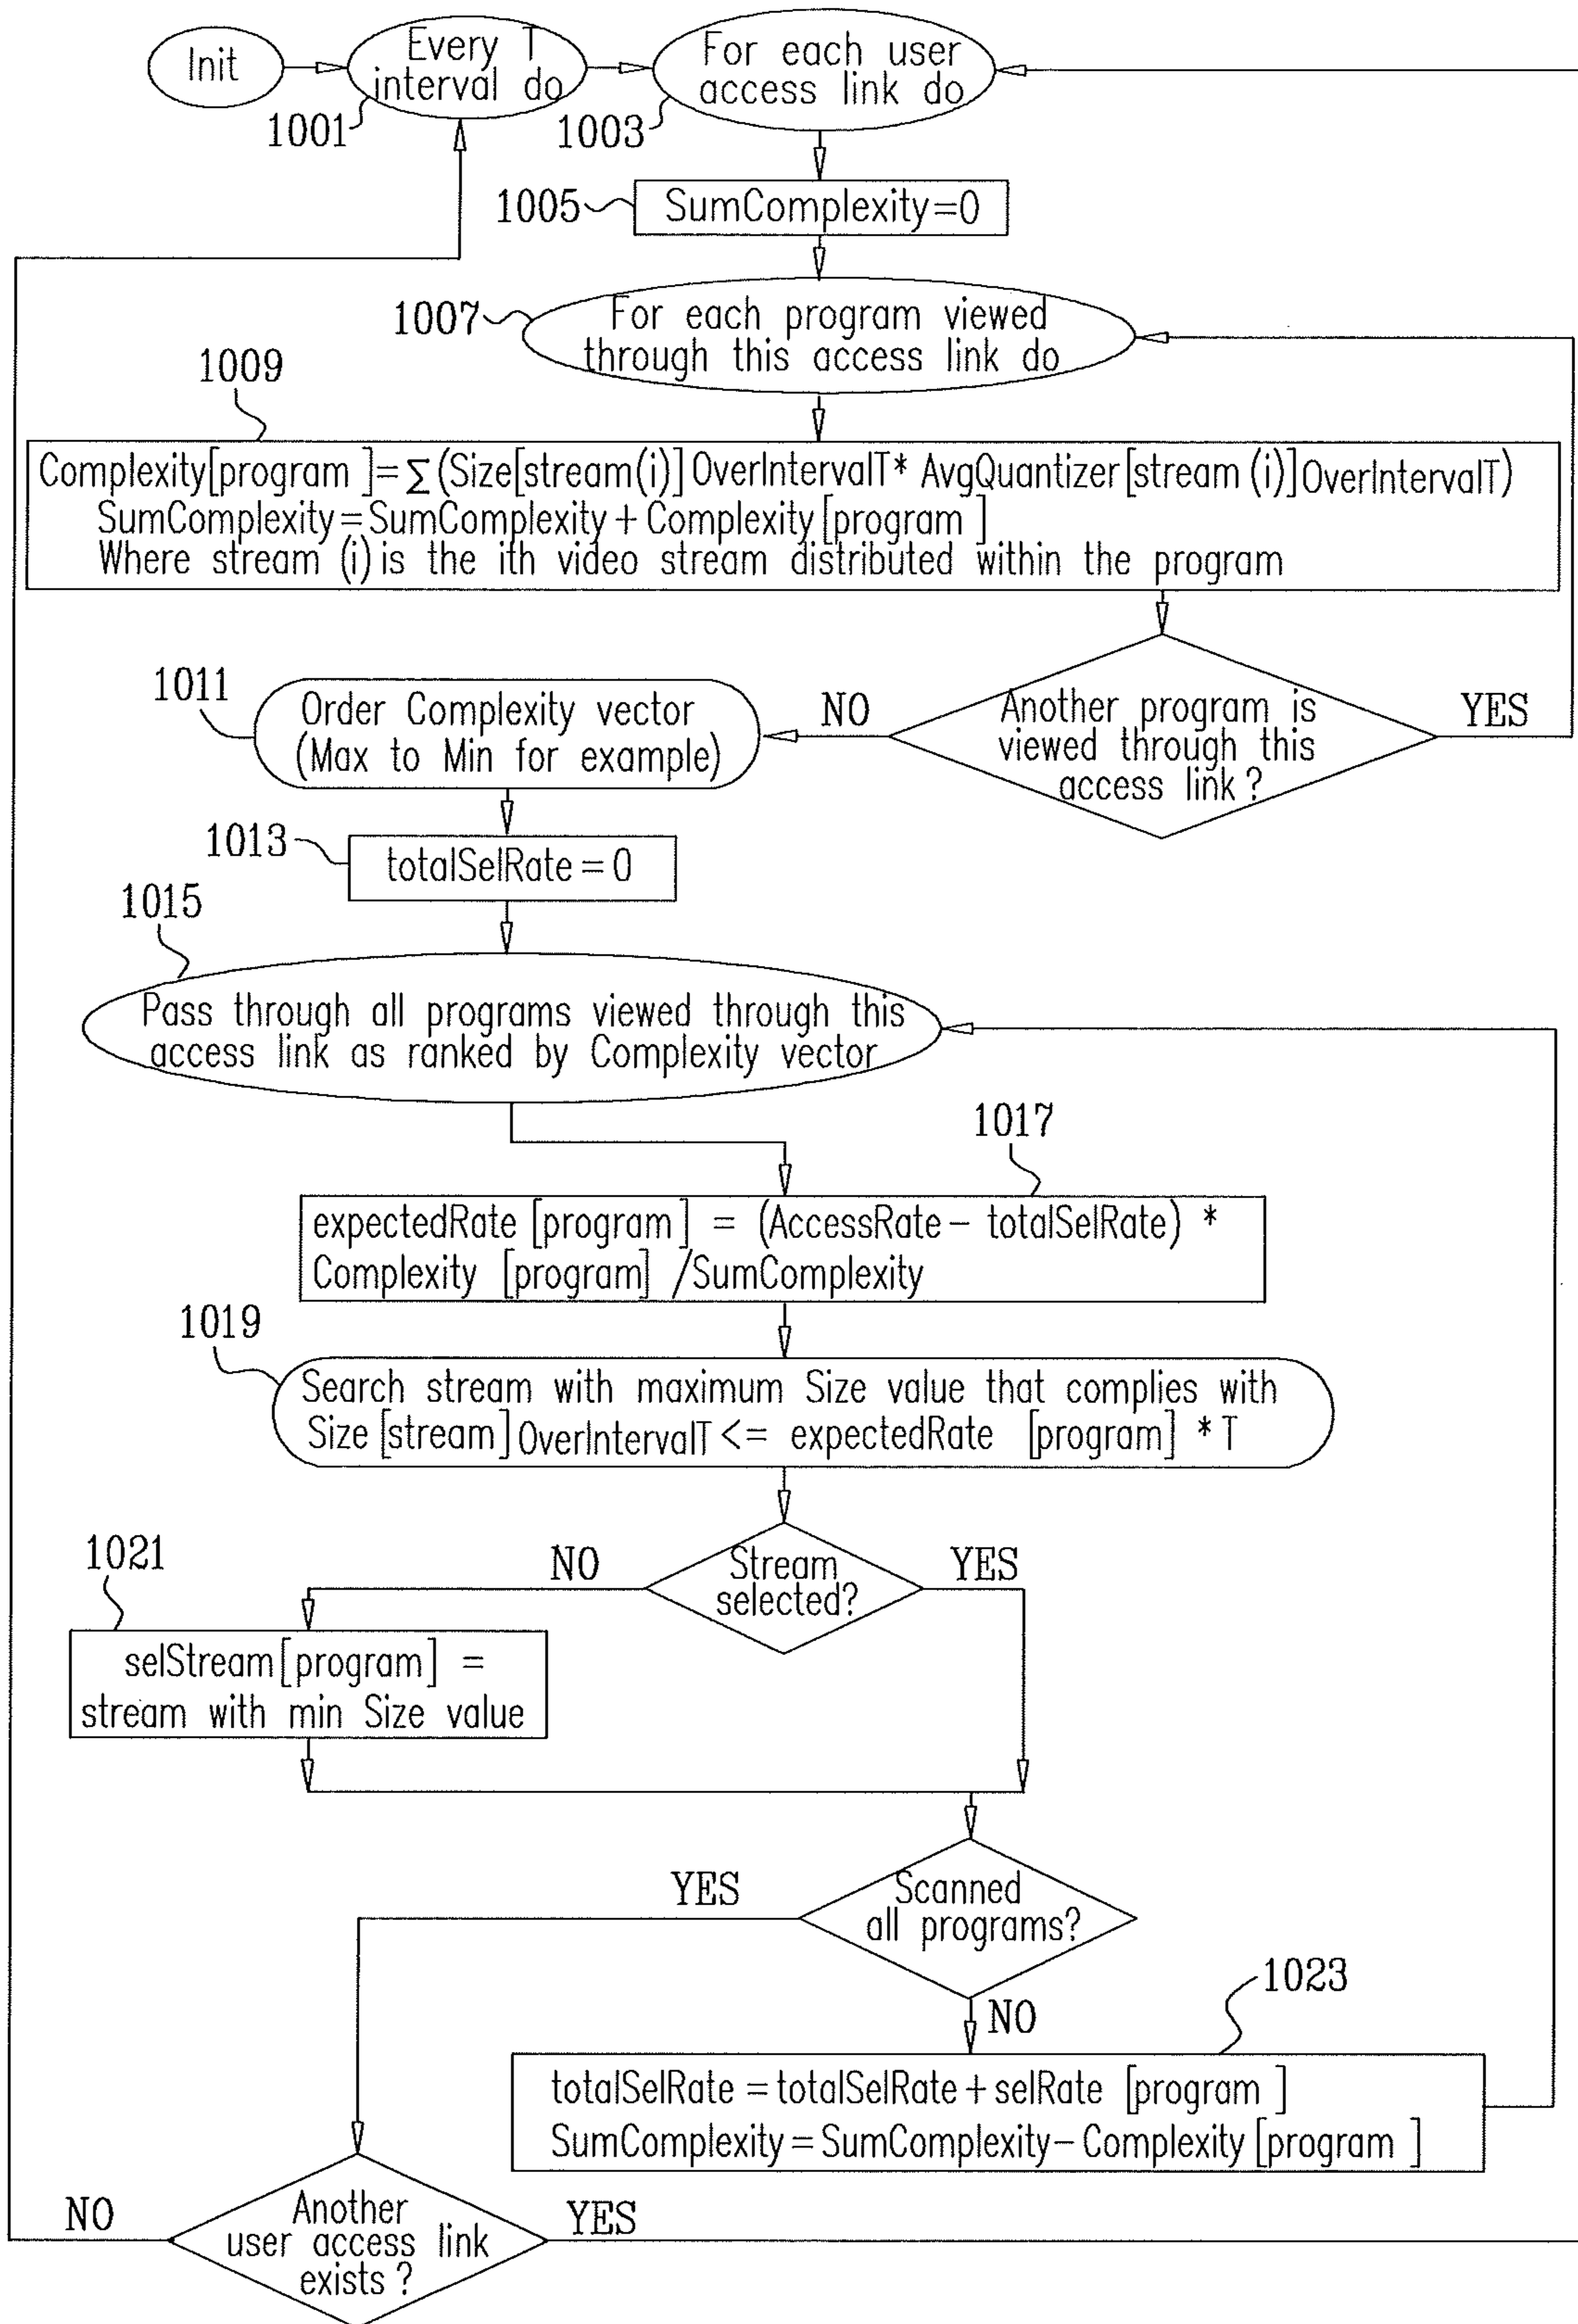 Init
Every T
interval do
1001
For each user
access link do
1003
1005
SumComplexity=0
1007
For each program viewed
through this access link do
1009
Complexity[program ]=∑(Size[stream(i)]OverIntervalT* AvgQuantizer[stream (i)]OverIntervalT)
SumComplexity=SumComplexity+Complexity[program ]
Where stream (i) is the ith video stream distributed within the program
1011
Order Complexity vector
(Max to Min for example)
NO
Another program is
viewed through this
access link?
YES
1013
totalSelRate=0
1015
Pass through all programs viewed through this
access link as ranked by Complexity vector
1017
expectedRate [program ] = (AccessRate- totalSelRate) *
Complexity [program] /SumComplexity
1019
Search stream with maximum Size value that complies with
Size[stream]OverIntervalT<= expectedRate [program] *T
1021
NO
Stream
selected?
YES
selStream[program] =
stream with min Size value
YES
Scanned
all programs?
1023
NO
totalSelRate=totalSelRate+selRate [program ]
SumComplexity=SumComplexity-Complexity[program ]
NO
Another
user access link
exists?
YES